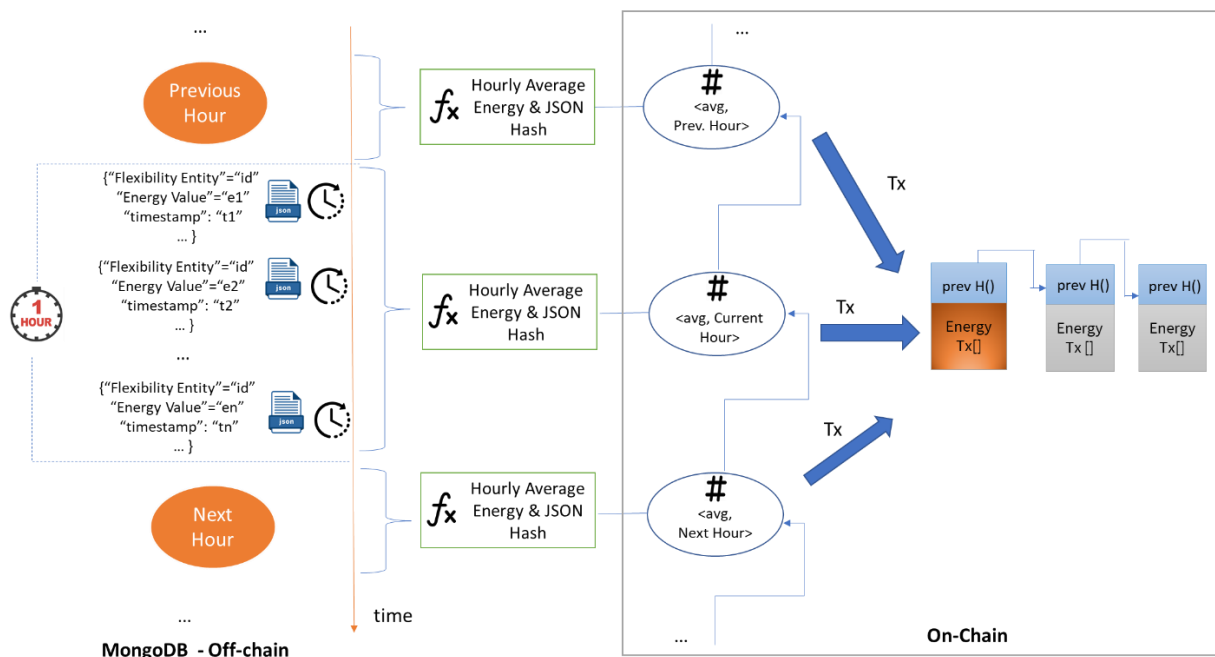 ...
Previous
Hour
{“Flexibility Entity”=“id”
“Energy Value”=“e1”
“timestamp”: “t1”
... }
json
{“Flexibility Entity”=“id”
“Energy Value”=“e2”
“timestamp”: “t2”
... }
json
1
HOUR
...
{“Flexibility Entity”=“id”
“Energy Value”=“en”
“timestamp”: “tn”
... }
json
Next
Hour
...
time
MongoDB - Off-chain
fx
Hourly Average
Energy & JSON
Hash
fx
Hourly Average
Energy & JSON
Hash
fx
Hourly Average
Energy & JSON
Hash
...
#
<avg,
Prev. Hour>
Tx
#
<avg, Current
Hour>
Tx
#
<avg,
Next Hour>
Tx
...
prev H()
Energy
Tx[]
prev H()
Energy
Tx []
prev H()
Energy
Tx[]
On-Chain